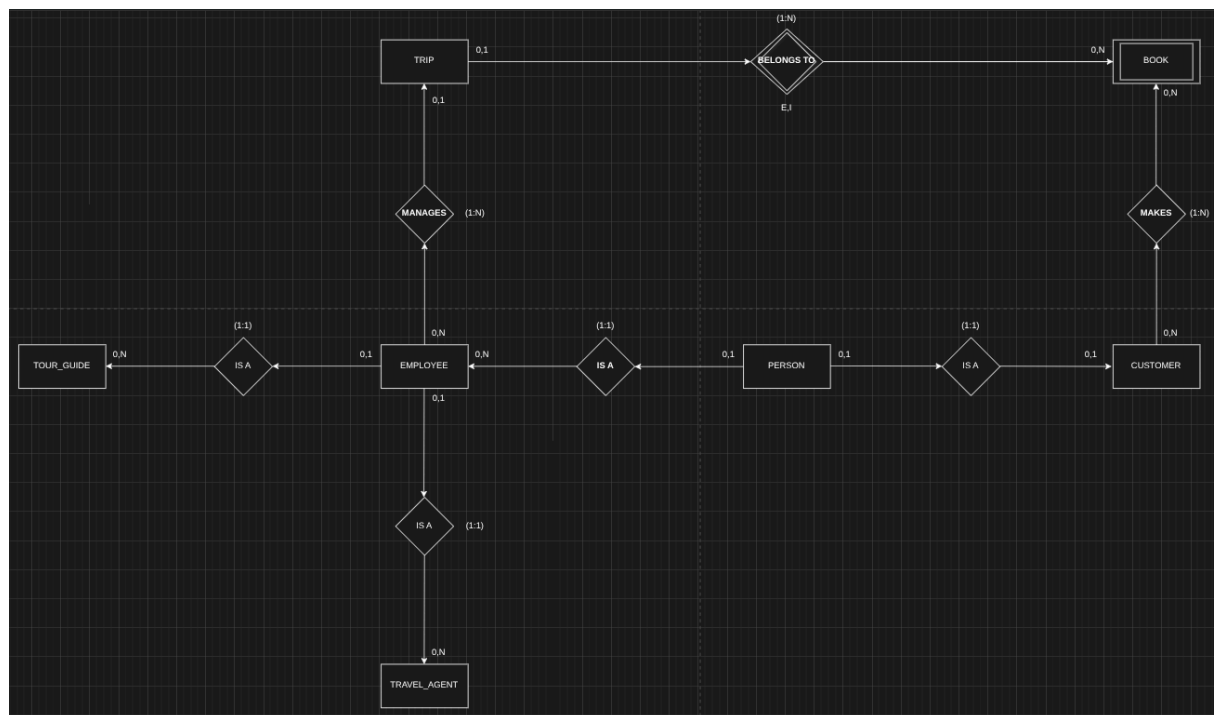 (1:N)
TRIP
0,1
BELONGS TO
0,N
BOOK
0,1
0,N
E,I
MANAGES
(1:N)
MAKES
(1:N)
(1:1)
(1:1)
(1:1)
0,N
0,N
TOUR_GUIDE
0,N
IS A
0,1
EMPLOYEE
0,N
IS A
0,1
PERSON
0,1
IS A
0,1
CUSTOMER
0,1
IS A
(1:1)
0,N
TRAVEL_AGENT